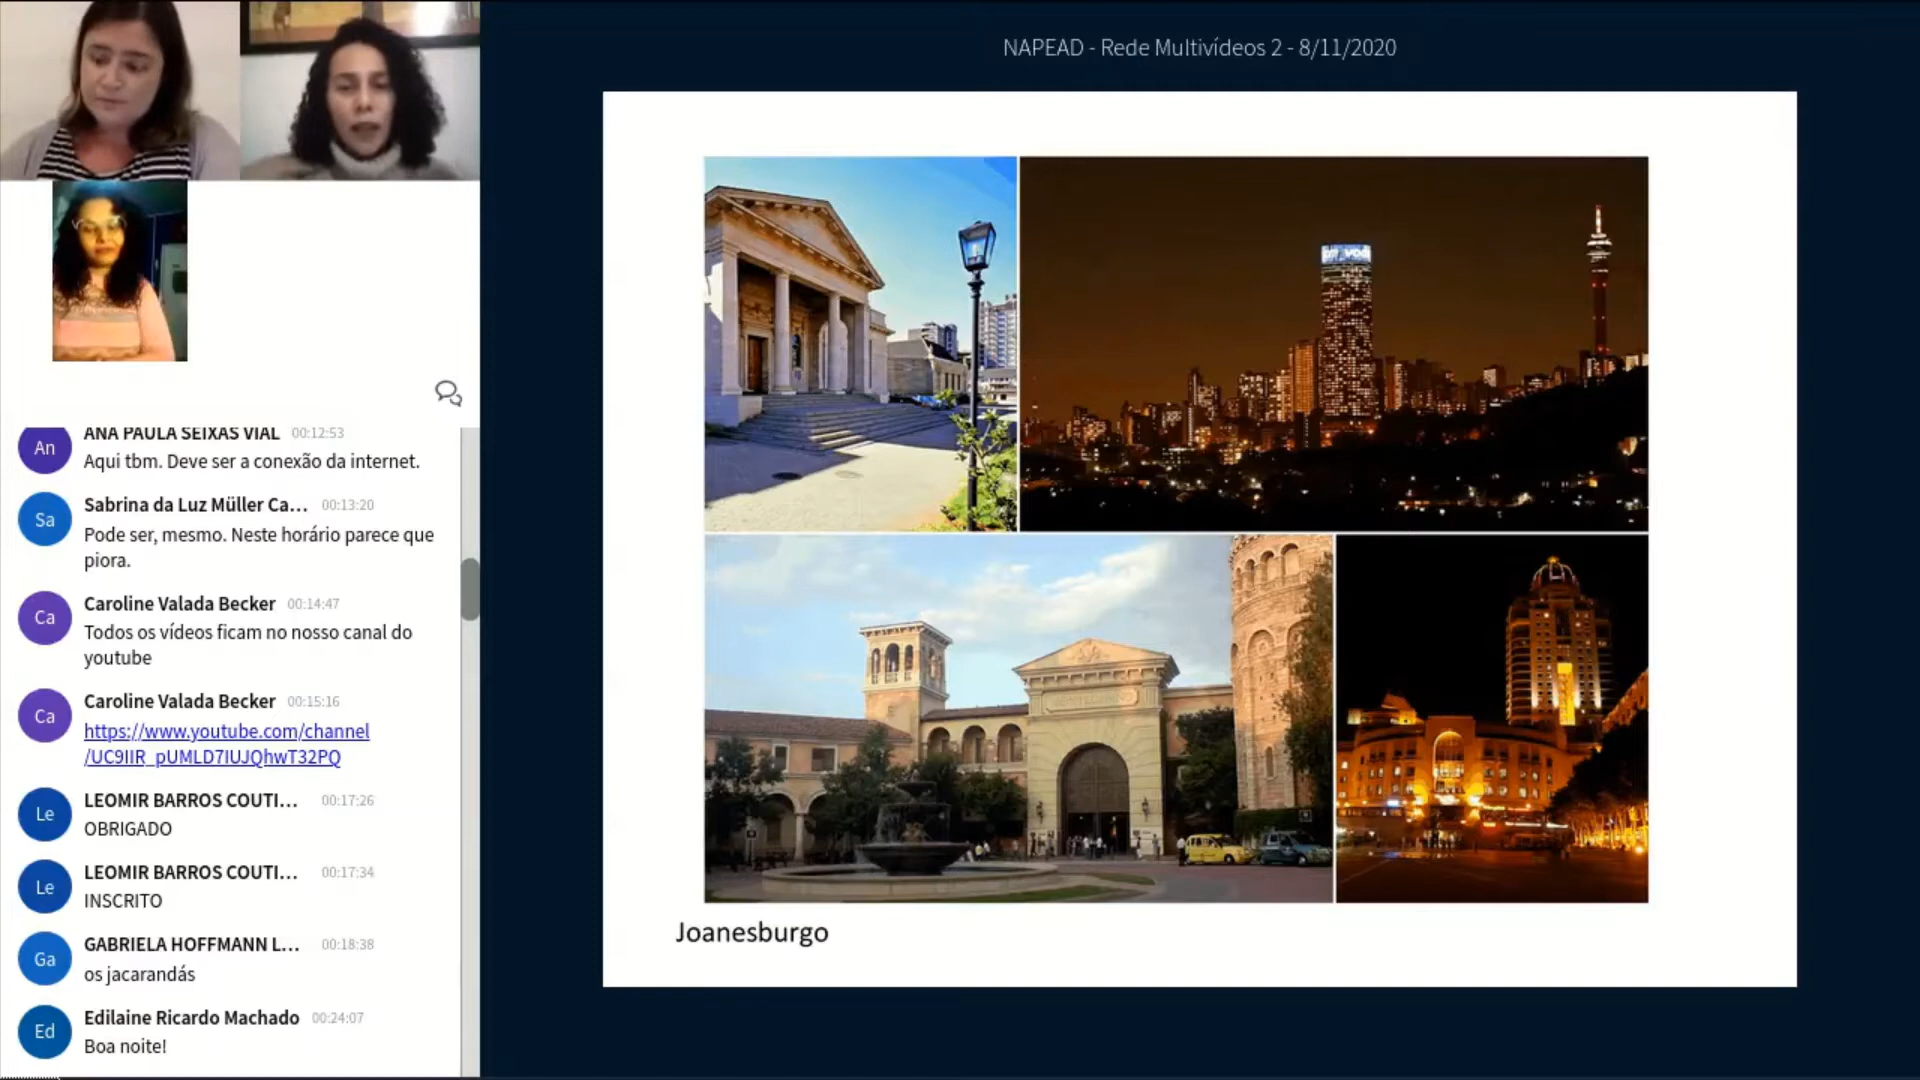 NAPEAD - Rede Multivídeos 2 - 8/11/2020
An
ANA PAULA SEIXAS VIAL 00:12:53
Aqui tbm. Deve ser a conexão da internet.
Sa
Sabrina da Luz Müller Ca... 00:13:20
Pode ser, mesmo. Neste horário parece que
piora.
Ca
Caroline Valada Becker 00:14:47
Todos os vídeos ficam no nosso canal do
youtube
Ca
Caroline Valada Becker 00:15:16
https://www.youtube.com/channel
/UC9IIR_pUMLD7IUJQhwT32PQ
Le
LEOMIR BARROS COUTI... 00:17:26
OBRIGADO
Le
LEOMIR BARROS COUTI... 00:17:34
INSCRITO
Ga
GABRIELA HOFFMANN L... 00:18:38
os jacarandás
Ed
Edilaine Ricardo Machado 00:24:07
Boa noite!
Joanesburgo